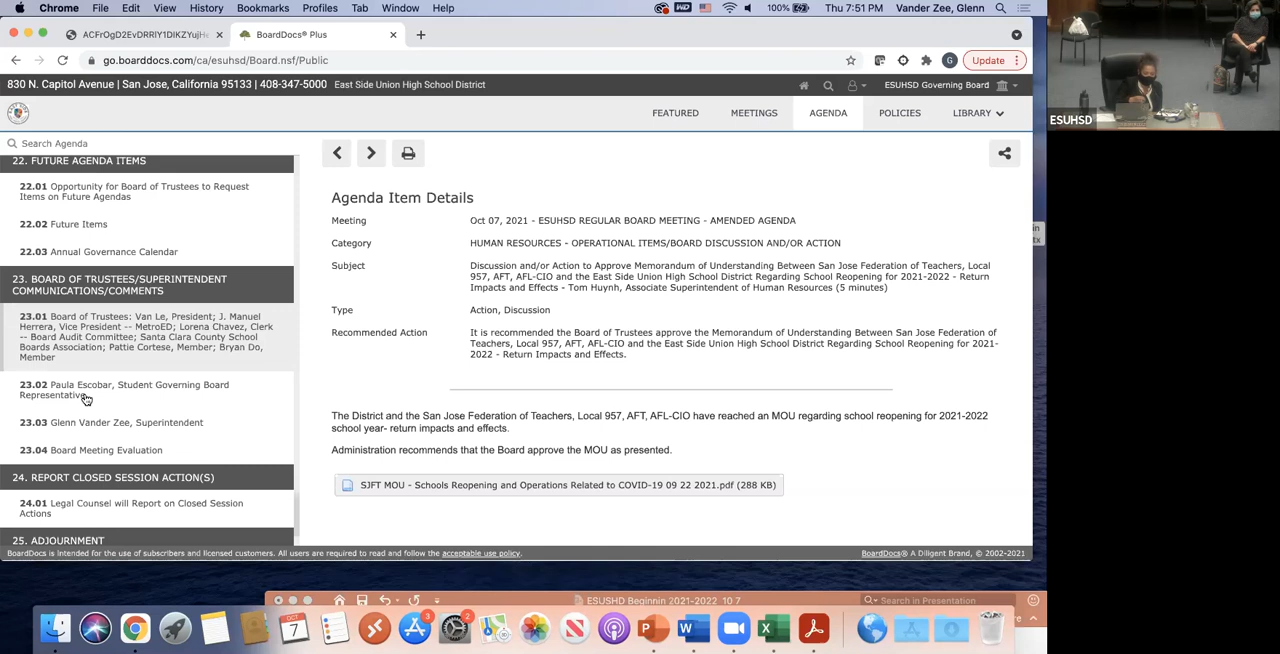 Chrome File Edit View History Bookmarks Profiles Tab Window Help 100% Thu 7:51 PM Vander Zee, Glenn
ACFrOgD2EvDRRlY1DlKZYujHe
BoardDocs® Plus
go.boarddocs.com/ca/esuhsd/Board.nsf/Public
G Update
830 N. Capitol Avenue | San Jose, California 95133 | 408-347-5000 East Side Union High School District
ESUHSD Governing Board
FEATURED MEETINGS AGENDA POLICIES LIBRARY
Search Agenda
22. FUTURE AGENDA ITEMS
22.01 Opportunity for Board of Trustees to Request
Items on Future Agendas
22.02 Future Items
22.03 Annual Governance Calendar
23. BOARD OF TRUSTEES/SUPERINTENDENT
COMMUNICATIONS/COMMENTS
23.01 Board of Trustees: Van Le, President; J. Manuel
Herrera, Vice President -- MetroED; Lorena Chavez, Clerk
-- Board Audit Committee; Santa Clara County School
Boards Association; Pattie Cortese, Member; Bryan Do,
Member
23.02 Paula Escobar, Student Governing Board
Representative
23.03 Glenn Vander Zee, Superintendent
23.04 Board Meeting Evaluation
24. REPORT CLOSED SESSION ACTION(S)
24.01 Legal Counsel will Report on Closed Session
Actions
25. ADJOURNMENT
Agenda Item Details
Meeting Oct 07, 2021 - ESUHSD REGULAR BOARD MEETING - AMENDED AGENDA
Category HUMAN RESOURCES - OPERATIONAL ITEMS/BOARD DISCUSSION AND/OR ACTION
Subject Discussion and/or Action to Approve Memorandum of Understanding Between San Jose Federation of Teachers, Local
957, AFT, AFL-CIO and the East Side Union High School District Regarding School Reopening for 2021-2022 - Return
Impacts and Effects - Tom Huynh, Associate Superintendent of Human Resources (5 minutes)
Type Action, Discussion
Recommended Action It is recommended the Board of Trustees approve the Memorandum of Understanding Between San Jose Federation of
Teachers, Local 957, AFT, AFL-CIO and the East Side Union High School District Regarding School Reopening for 2021-
2022 - Return Impacts and Effects.
The District and the San Jose Federation of Teachers, Local 957, AFT, AFL-CIO have reached an MOU regarding school reopening for 2021-2022
school year- return impacts and effects.
Administration recommends that the Board approve the MOU as presented.
SJFT MOU - Schools Reopening and Operations Related to COVID-19 09 22 2021.pdf (288 KB)
BoardDocs is intended for the use of subscribers and licensed customers. All users are required to read and follow the acceptable use policy.
BoardDocs® A Diligent Brand, © 2002-2021
ESUHSD
in
tx
ESUSHD Beginnin 2021-2022 10 7
Search in Presentation
OCT
7
3
2